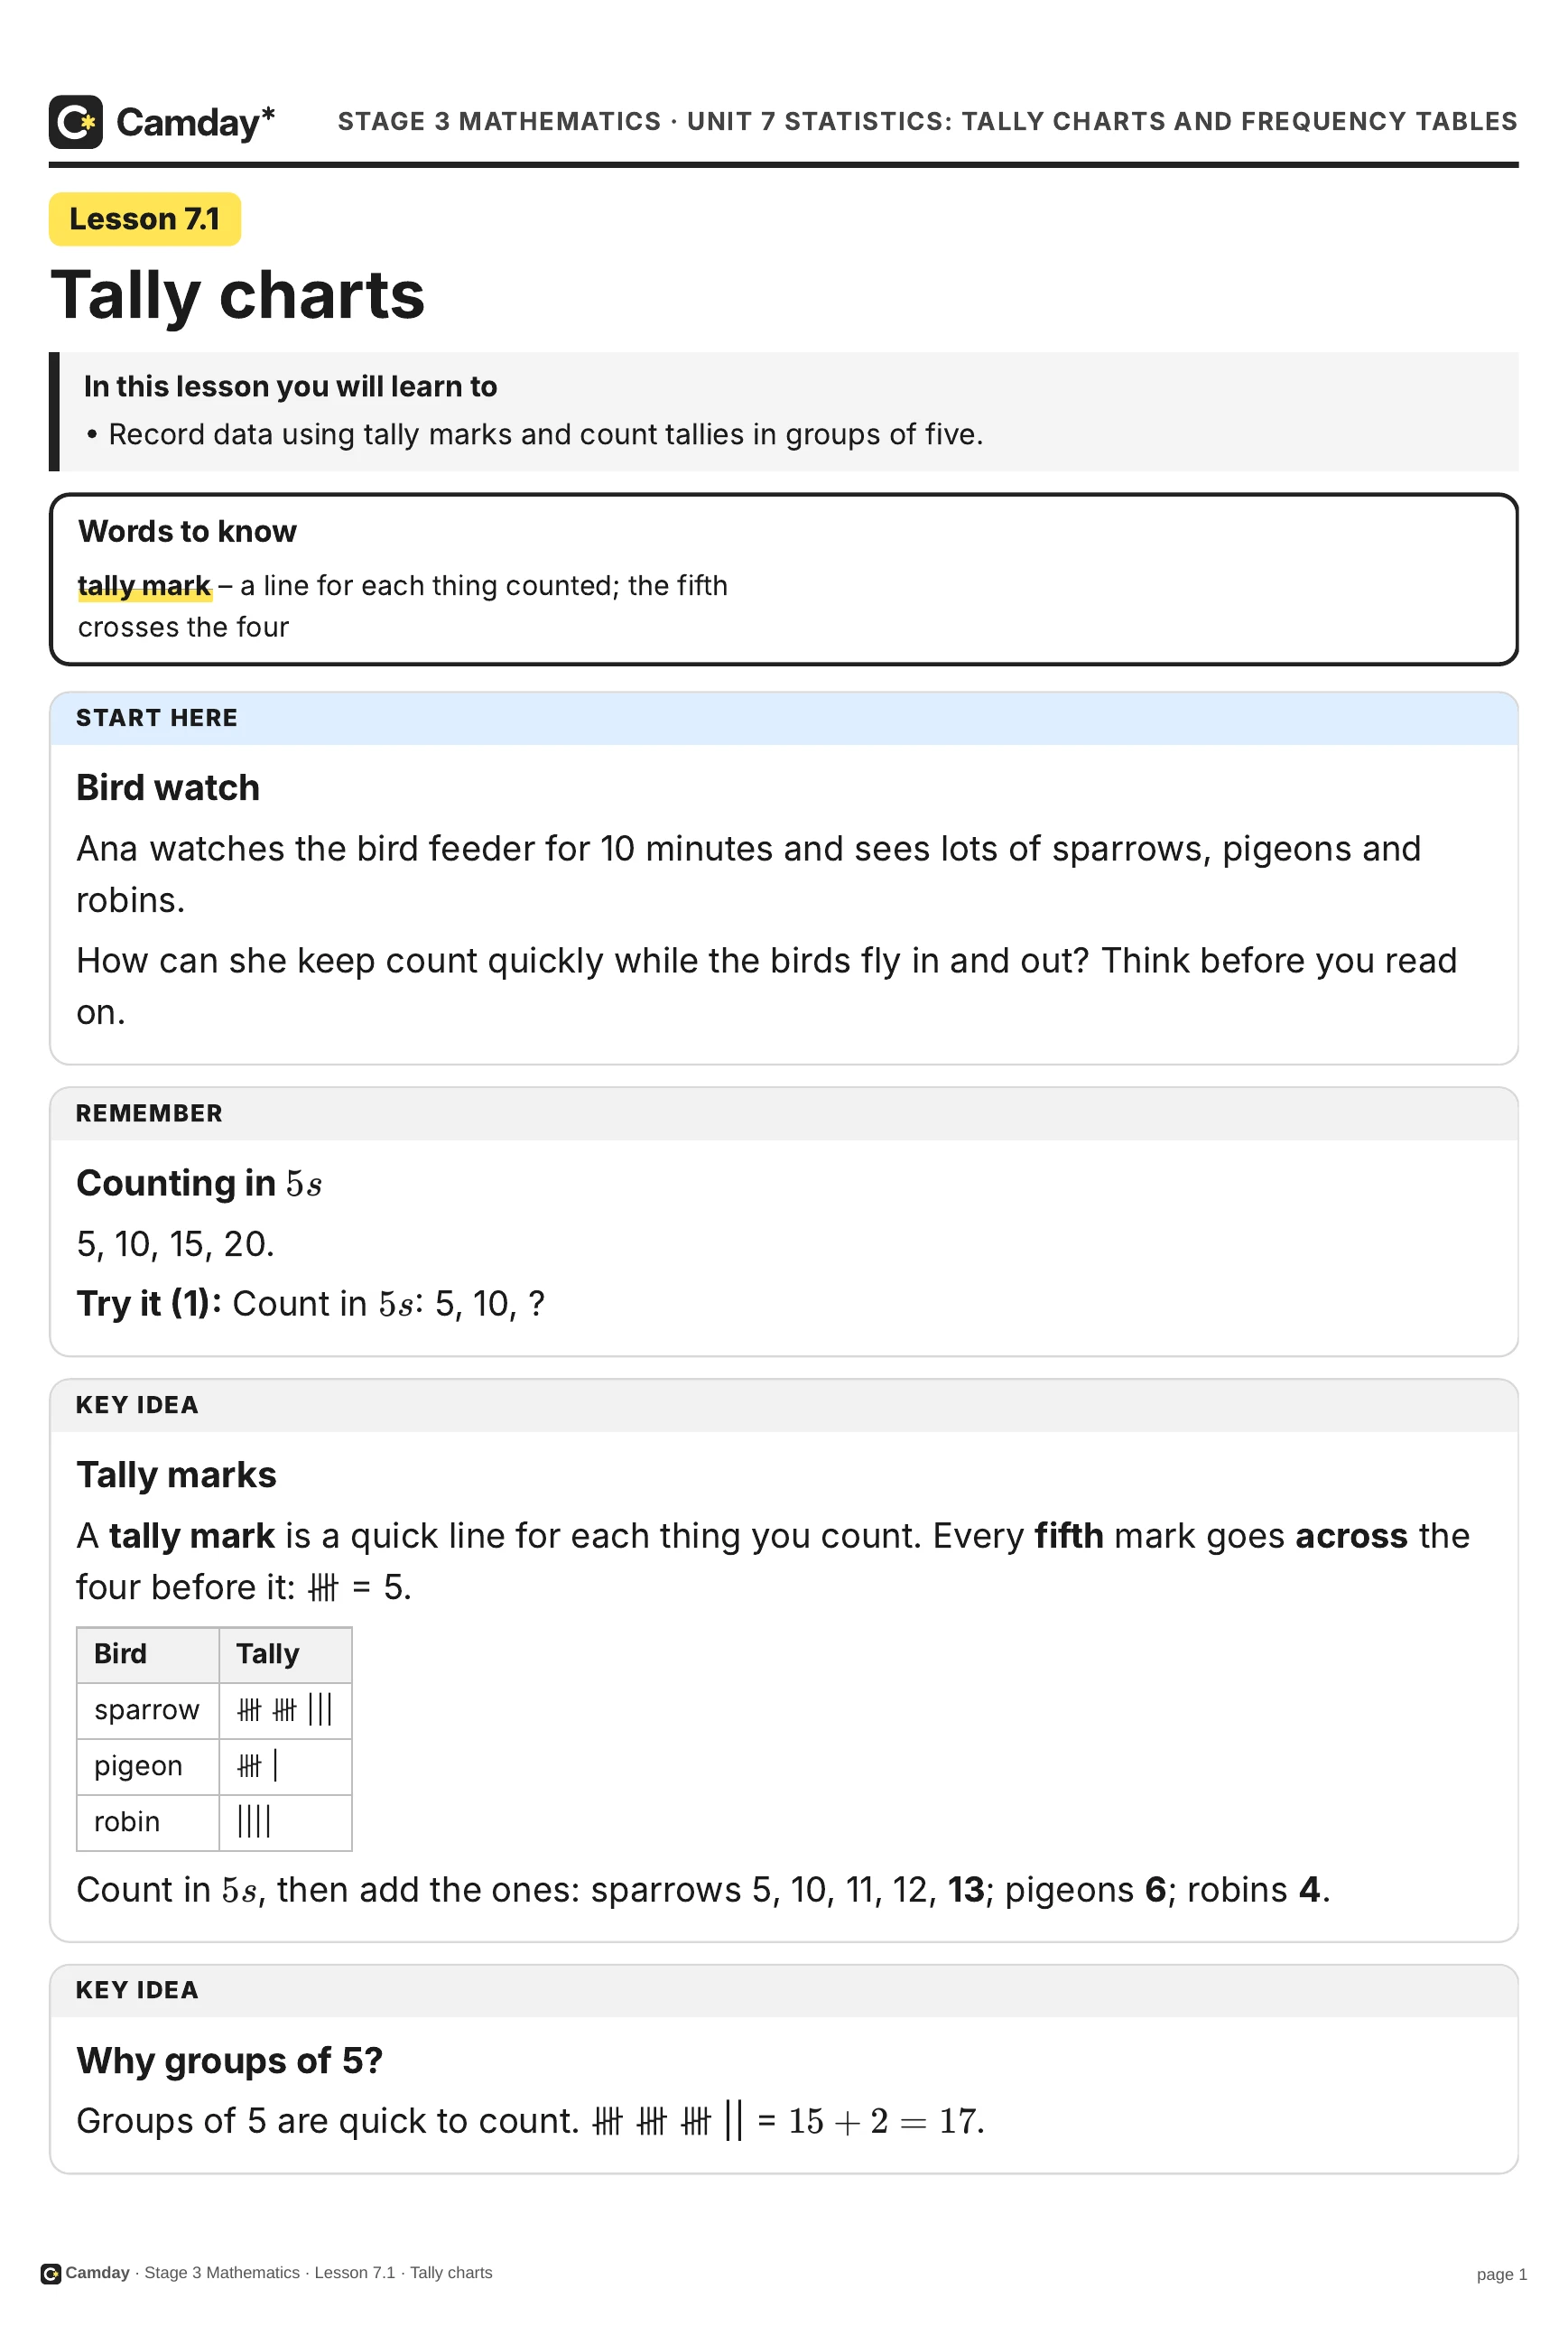 Camday*
STAGE 3 MATHEMATICS · UNIT 7 STATISTICS: TALLY CHARTS AND FREQUENCY TABLES
Lesson 7.1
Tally charts
In this lesson you will learn to
• Record data using tally marks and count tallies in groups of five.
Words to know
tally mark – a line for each thing counted; the fifth
crosses the four
START HERE
Bird watch
Ana watches the bird feeder for 10 minutes and sees lots of sparrows, pigeons and
robins.
How can she keep count quickly while the birds fly in and out? Think before you read
on.
REMEMBER
Counting in 5s
5, 10, 15, 20.
Try it (1): Count in 5s: 5, 10, ?
KEY IDEA
Tally marks
A tally mark is a quick line for each thing you count. Every fifth mark goes across the
four before it: 𝍸 = 5.
Bird Tally
sparrow 𝍸 𝍸 |||
pigeon 𝍸 |
robin ||||
Count in 5s, then add the ones: sparrows 5, 10, 11, 12, 13; pigeons 6; robins 4.
KEY IDEA
Why groups of 5?
Groups of 5 are quick to count. 𝍸 𝍸 𝍸 || = 15 + 2 = 17.
Camday · Stage 3 Mathematics · Lesson 7.1 · Tally charts
page 1